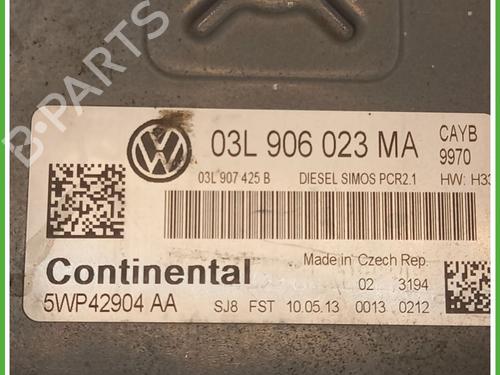 B-PARTS
03L 906 023 MA
CAYB
9970
03L 907 425 B
DIESEL SIMOS PCR2.1
HW: H33
Continental
Made in Czech Rep.
02 3194
5WP42904 AA
SJ8 FST 10.05.13 0013 0212